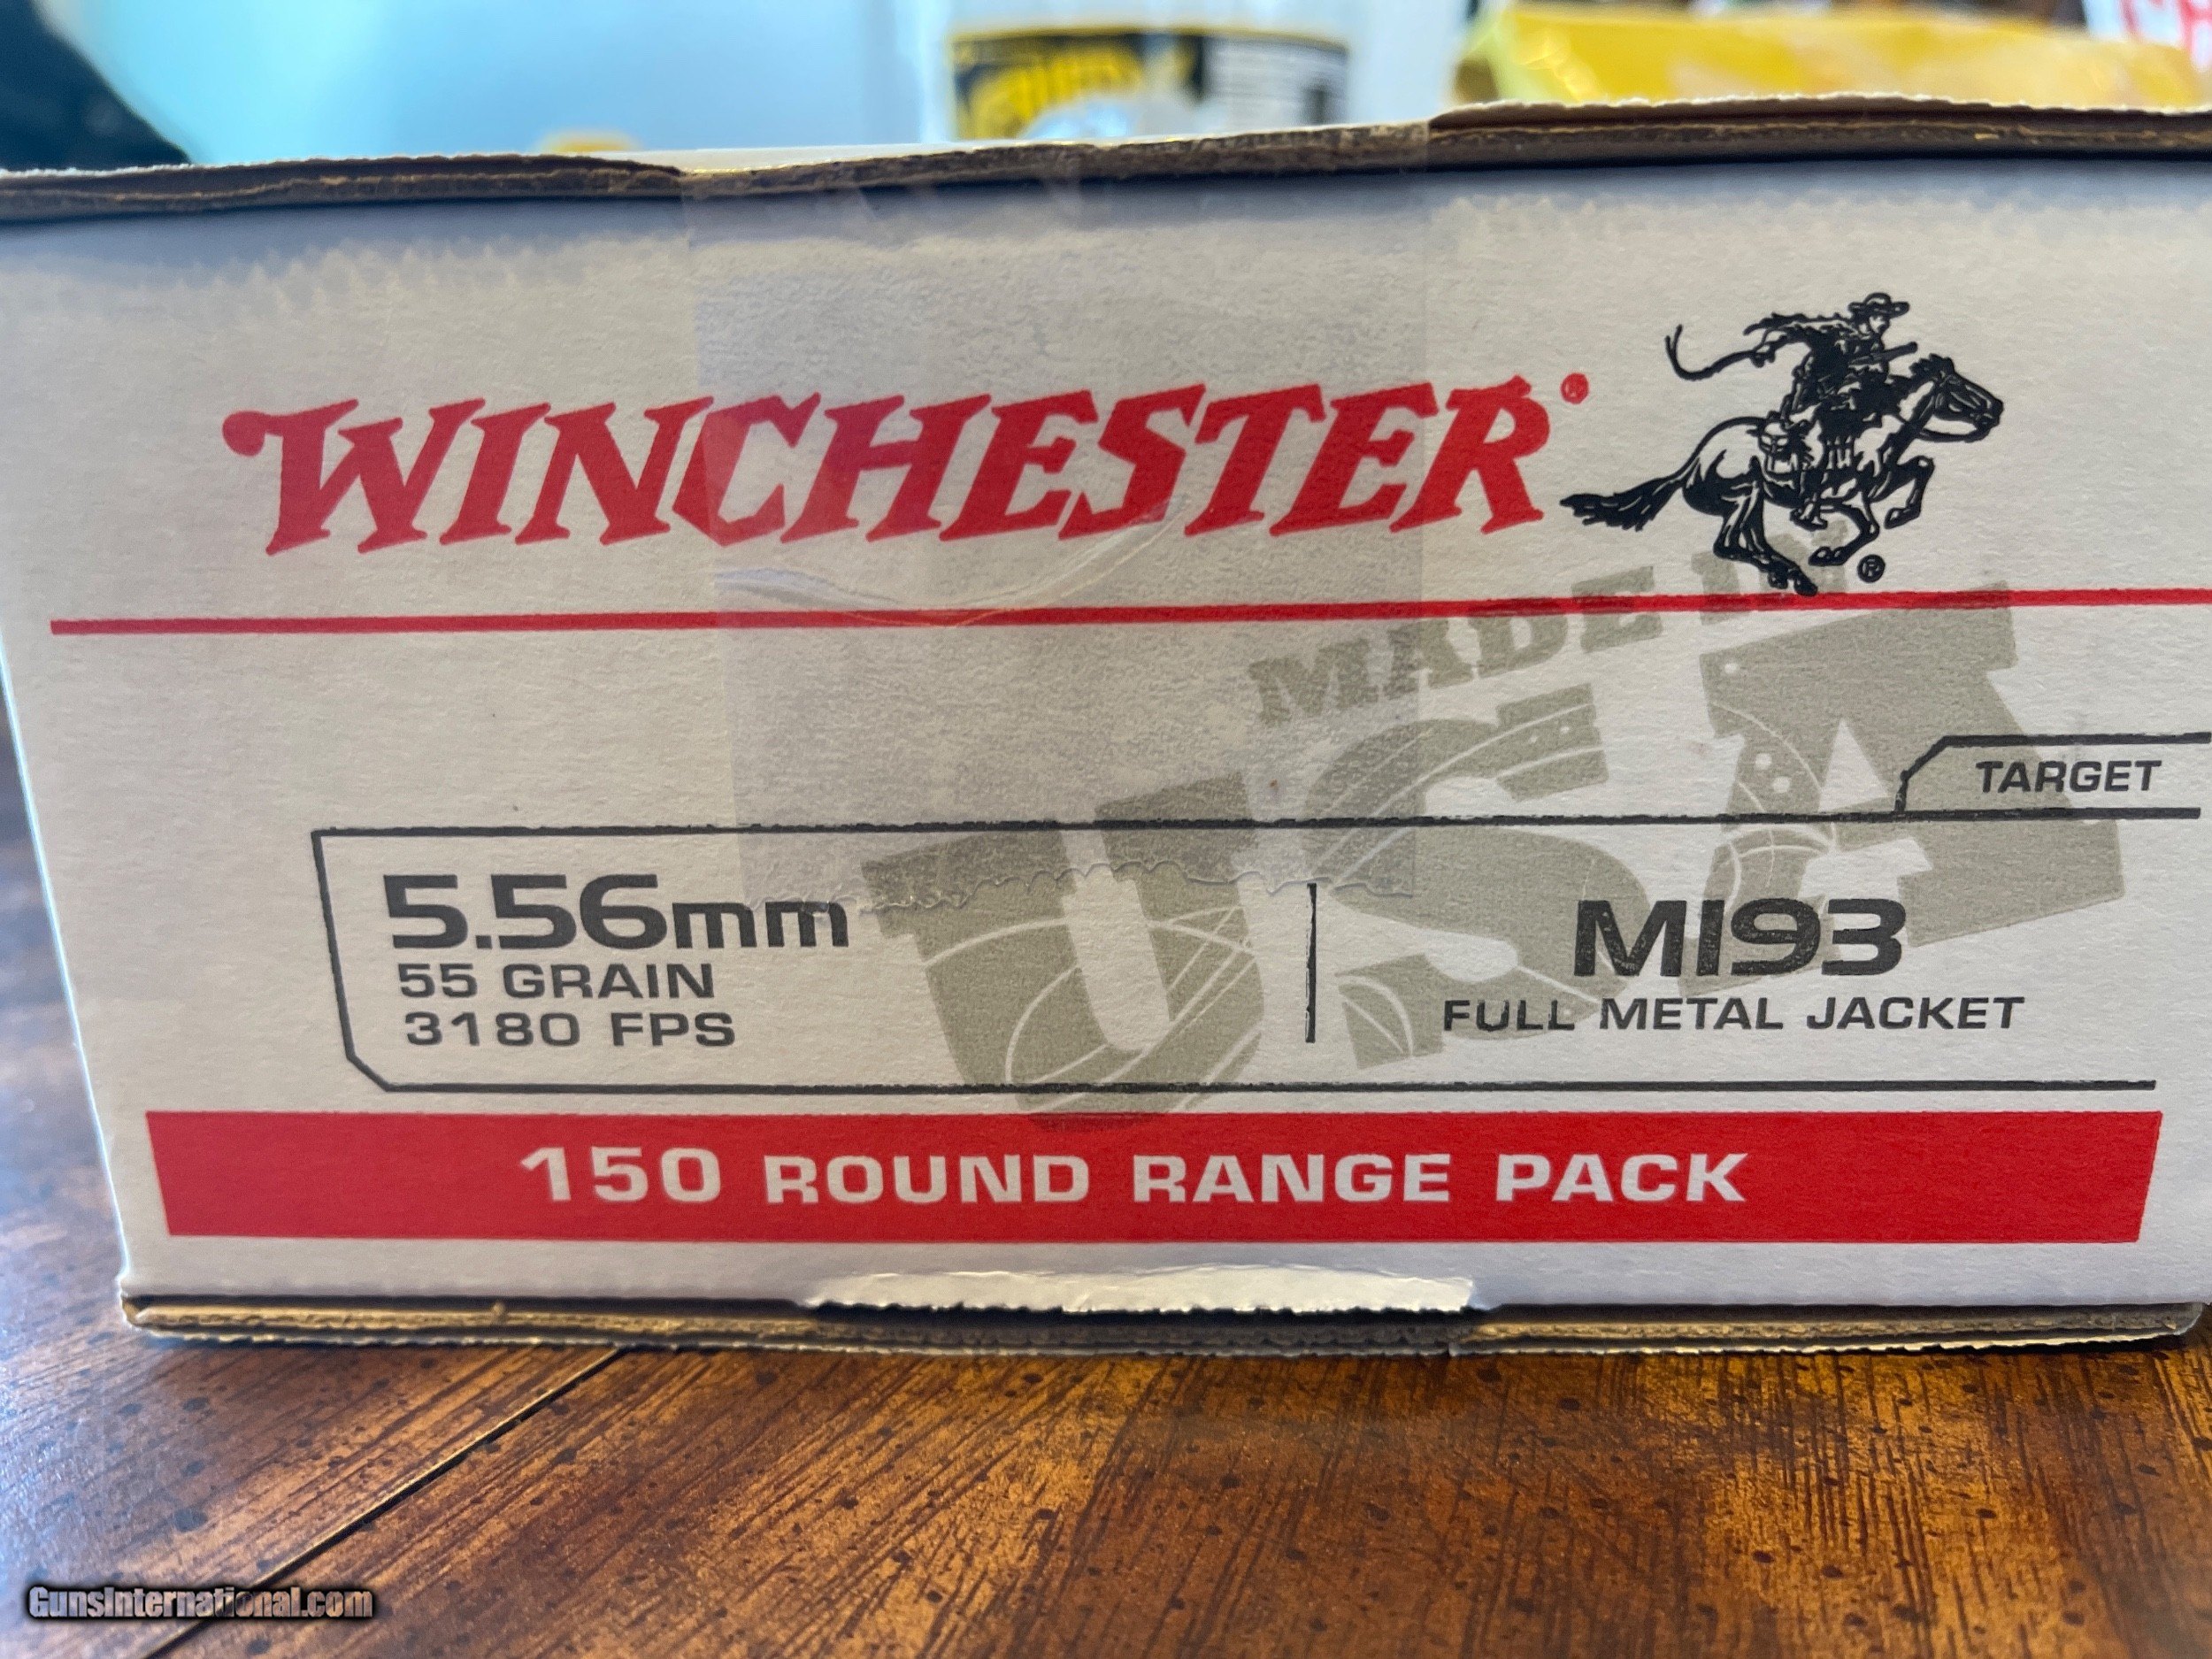 WINCHESTER®
®
MADE IN
USA
TARGET
5.56mm
55 GRAIN
3180 FPS
M193
FULL METAL JACKET
150 ROUND RANGE PACK
GunsInternational.com